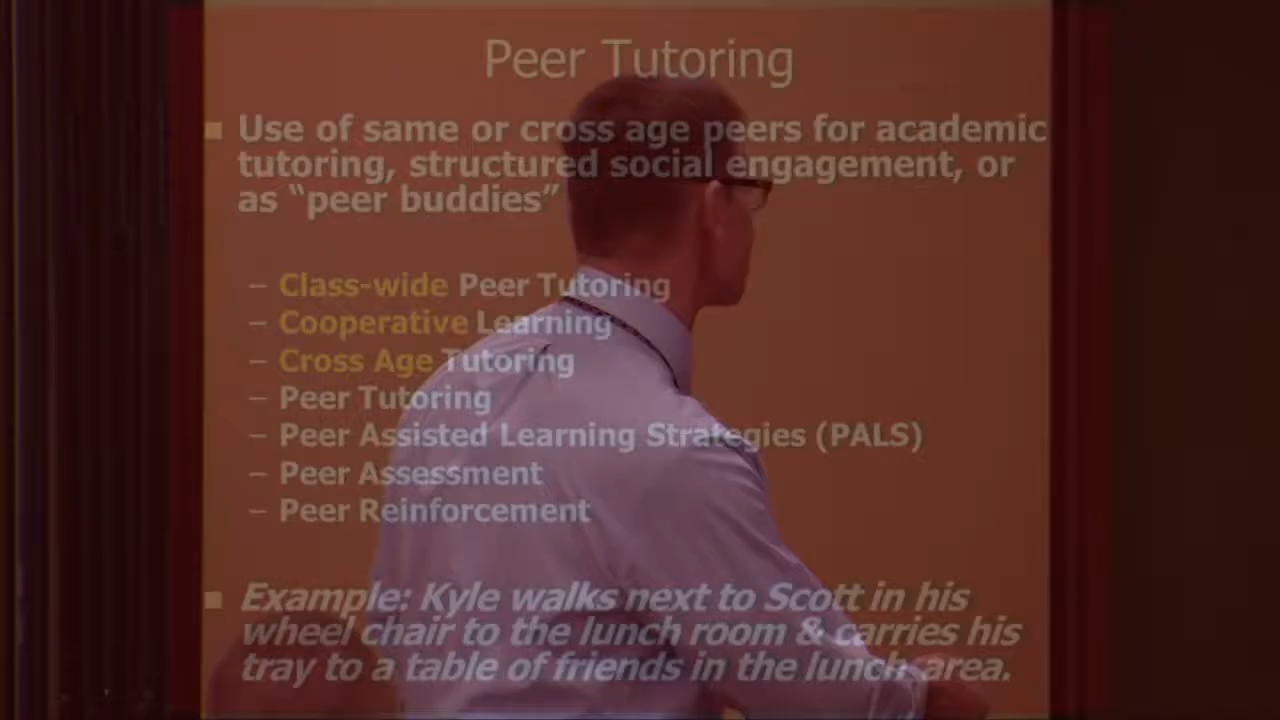 Peer Tutoring
Use of same or cross age peers for academic
tutoring, structured social engagement, or
as “peer buddies”
– Class-wide Peer Tutoring
– Cooperative Learning
– Cross Age Tutoring
– Peer Tutoring
– Peer Assisted Learning Strategies (PALS)
– Peer Assessment
– Peer Reinforcement
Example: Kyle walks next to Scott in his
wheel chair to the lunch room & carries his
tray to a table of friends in the lunch area.